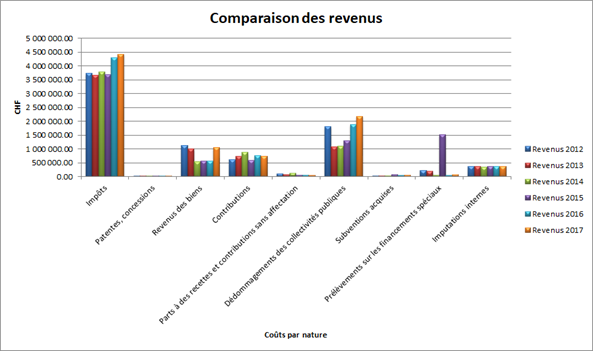 Comparaison des revenus
5 000 000.00
4 500 000.00
4 000 000.00
3 500 000.00
3 000 000.00
2 500 000.00
2 000 000.00
1 500 000.00
1 000 000.00
500 000.00
0.00
CHF
Impôts
Patentes, concessions
Revenus des biens
Contributions
Parts à des recettes et contributions sans affectation
Dédommagements des collectivités publiques
Subventions acquises
Prélèvements sur les financements spéciaux
Imputations internes
Coûts par nature
Revenus 2012
Revenus 2013
Revenus 2014
Revenus 2015
Revenus 2016
Revenus 2017